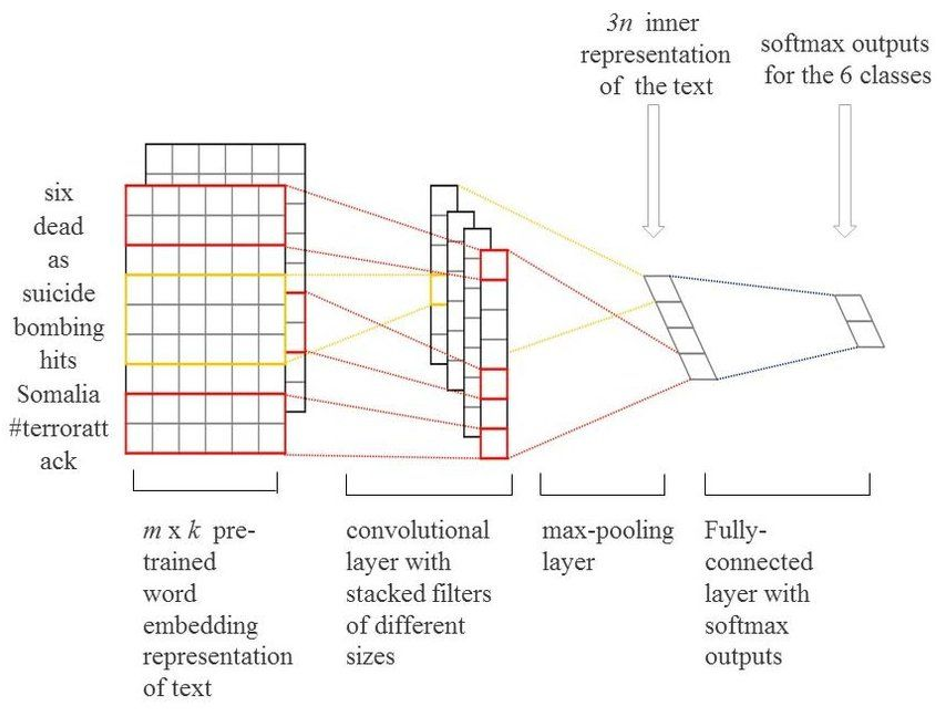 3n inner
representation
of the text
softmax outputs
for the 6 classes
six
dead
as
suicide
bombing
hits
Somalia
#terroratt
ack
m x k pre-
trained
word
embedding
representation
of text
convolutional
layer with
stacked filters
of different
sizes
max-pooling
layer
Fully-
connected
layer with
softmax
outputs